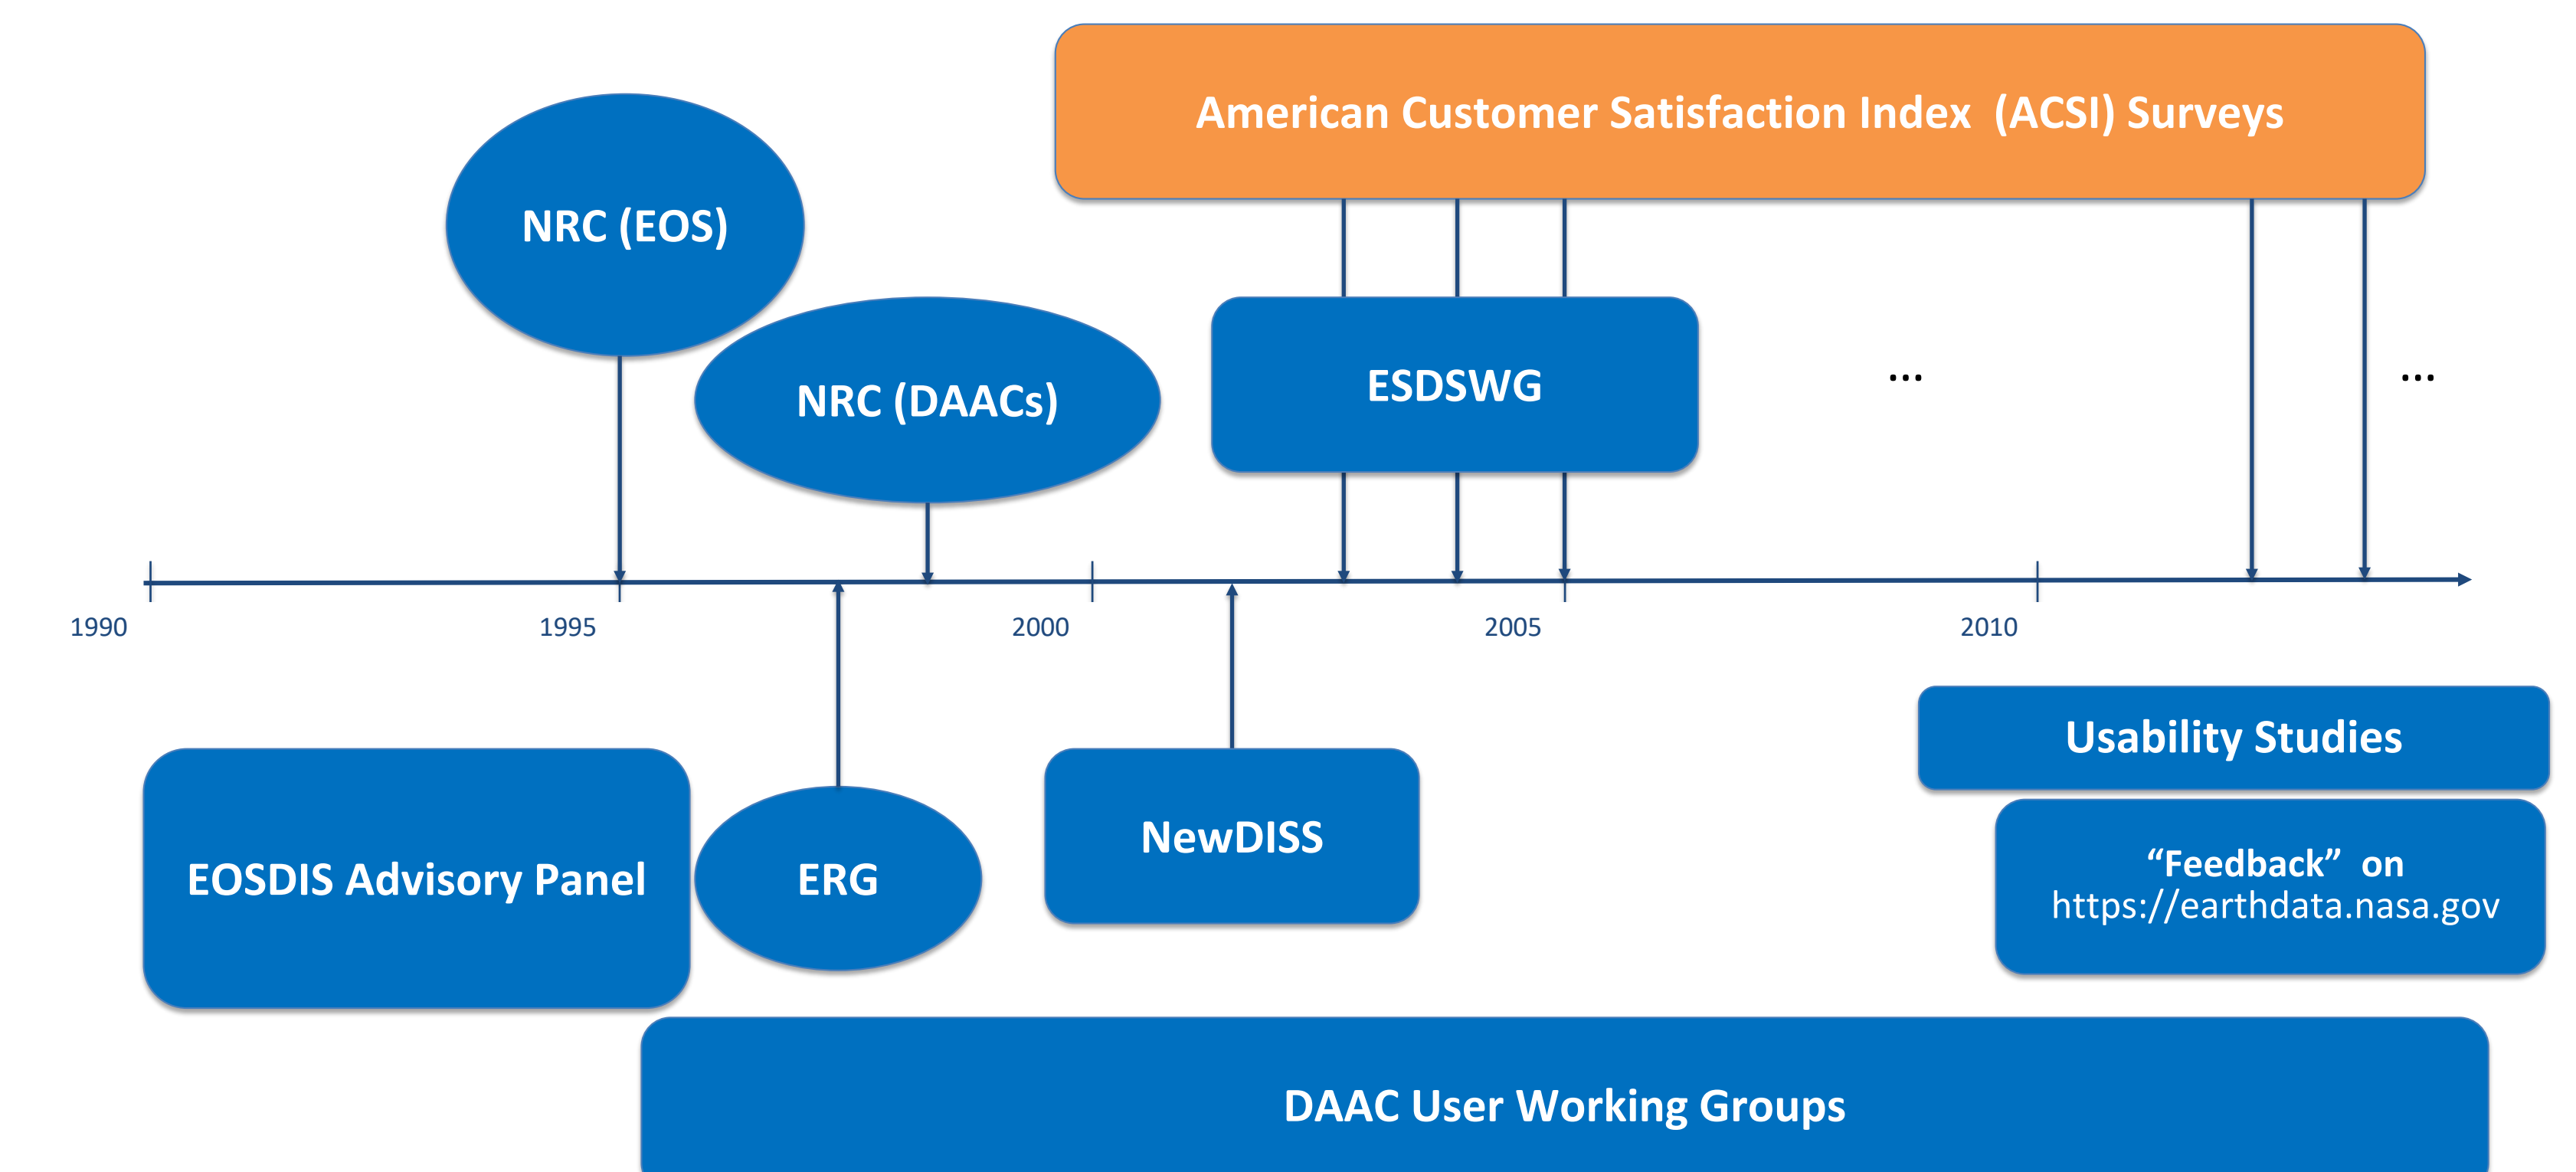 American Customer Satisfaction Index  (ACSI) Surveys
NRC (EOS)
NRC (DAACs)
ESDSWG
...
...
1990
1995
2000
2005
2010
Usability Studies
EOSDIS Advisory Panel
ERG
NewDISS
“Feedback”  on
https://earthdata.nasa.gov
DAAC User Working Groups